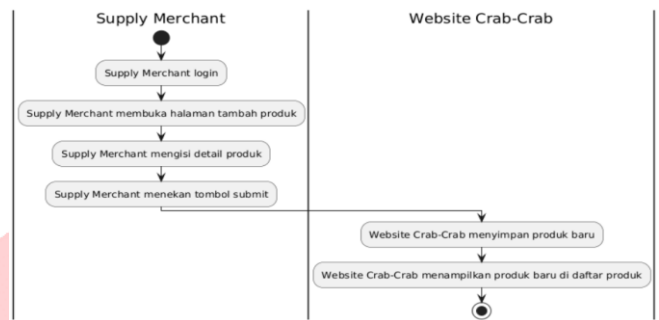 Supply Merchant
Website Crab-Crab
Supply Merchant login
Supply Merchant membuka halaman tambah produk
Supply Merchant mengisi detail produk
Supply Merchant menekan tombol submit
Website Crab-Crab menyimpan produk baru
Website Crab-Crab menampilkan produk baru di daftar produk